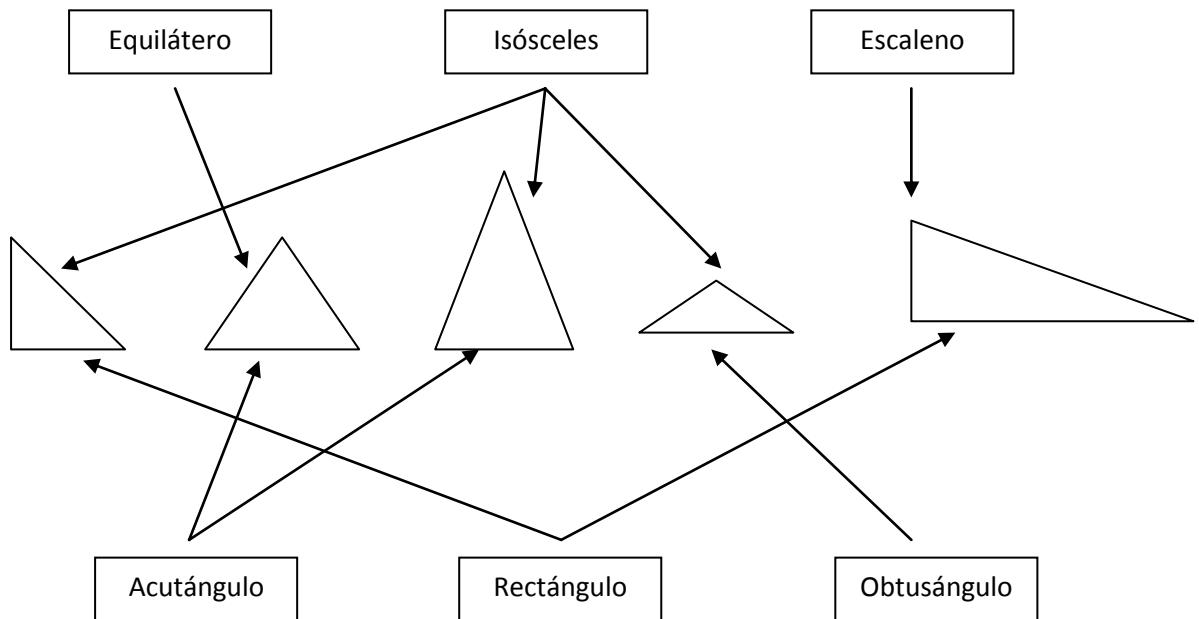 Equilátero
Isósceles
Escaleno
Acutángulo
Rectángulo
Obtusángulo